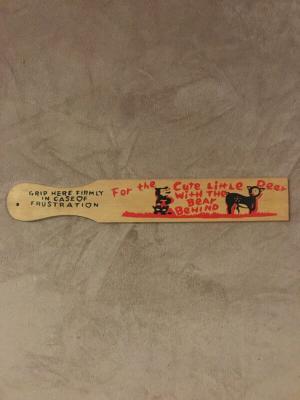 GRIP HERE FIRMLY
IN CASE OF
FRUSTRATION
For the Cute Little Deer
With the
Bear
Behind